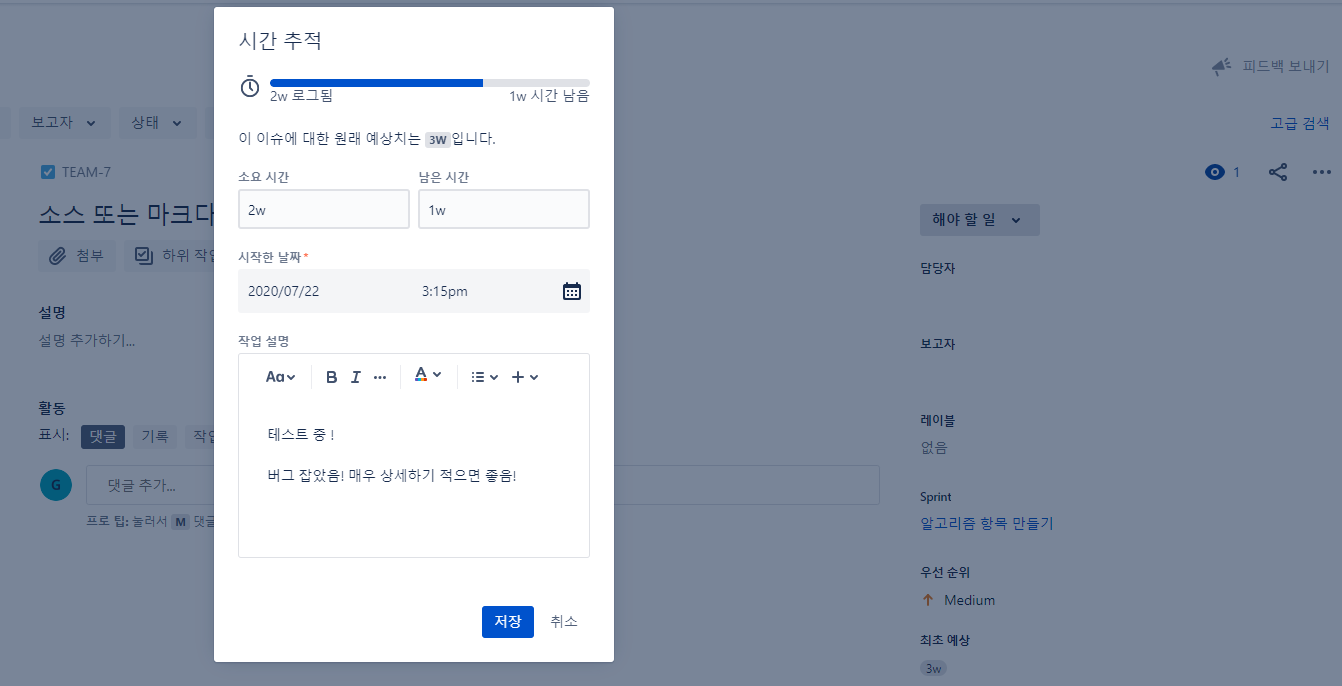 시간 추적
2w 로그됨
1w 시간 남음
이 이슈에 대한 원래 예상치는 3W 입니다.
소요 시간
남은 시간
2w
1w
시작한 날짜*
2020/07/22
3:15pm
작업 설명
Aa
B I ...
A
테스트 중 !
버그 잡았음! 매우 상세하기 적으면 좋음!
저장
취소
피드백 보내기
보고자
상태
고급 검색
TEAM-7
1
소스 또는 마크다
첨부
하위 작업
설명
설명 추가하기...
활동
표시:
댓글
기록
작업
G
댓글 추가...
프로 팁: 눌러서 M 댓글
해야 할 일
담당자
보고자
레이블
없음
Sprint
알고리즘 항목 만들기
우선 순위
Medium
최초 예상
3w